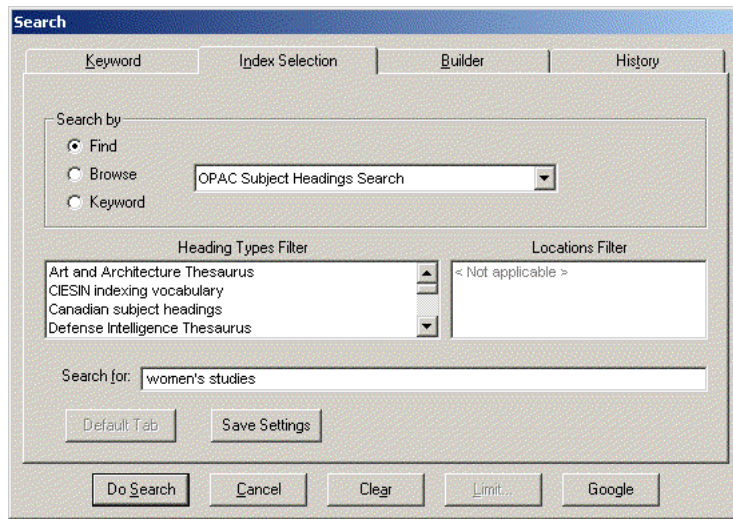 Search
Keyword Index Selection Builder History
Search by
Find
Browse
OPAC Subject Headings Search
Keyword
Heading Types Filter Locations Filter
Art and Architecture Thesaurus
< Not applicable >
CIESIN indexing vocabulary
Canadian subject headings
Defense Intelligence Thesaurus
Search for: women's studies
Default Tab Save Settings
Do Search Cancel Clear Limit... Google